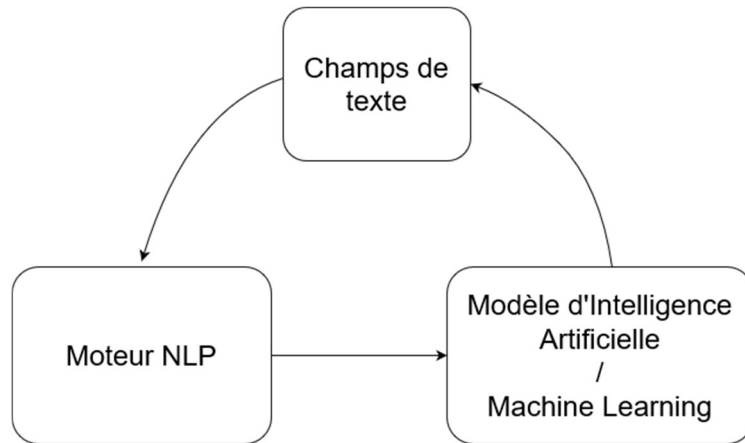 Champs de
texte
Moteur NLP
Modèle d'Intelligence
Artificielle
/
Machine Learning